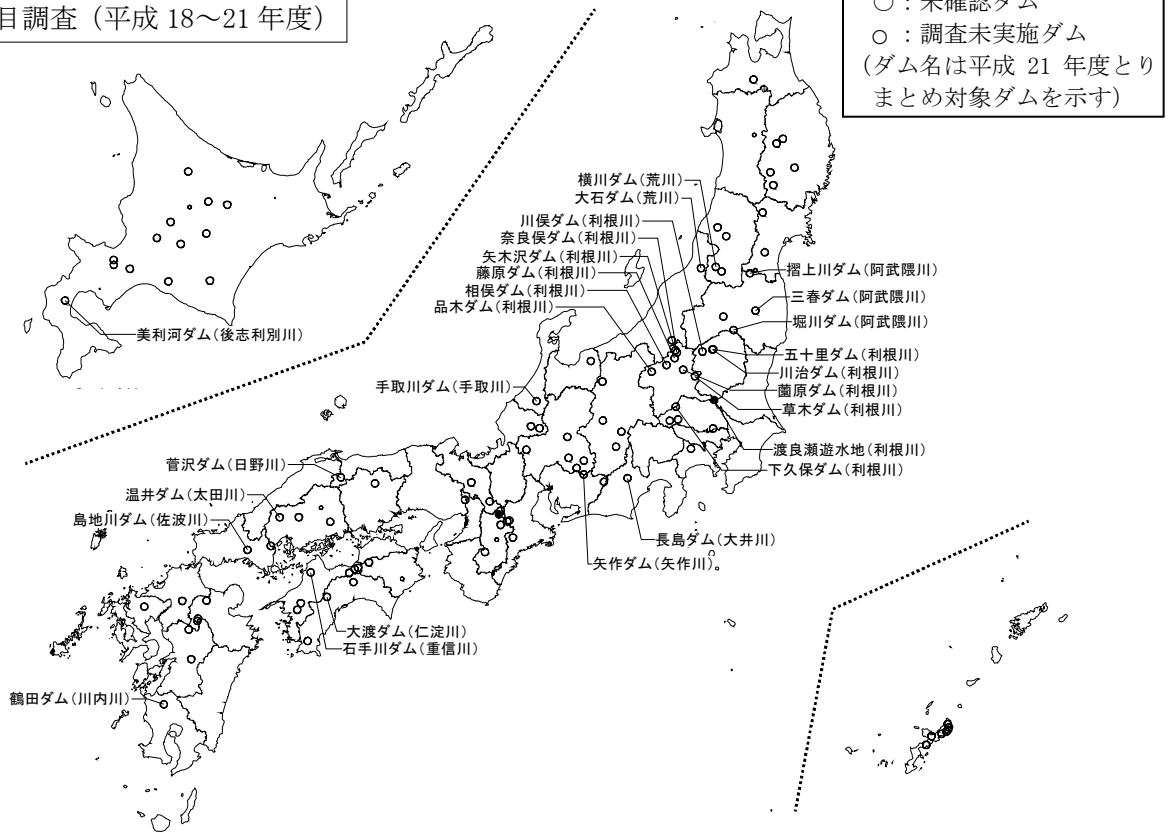 目調査（平成 18～21 年度）
○：未確認ダム
○：調査未実施ダム
（ダム名は平成 21 年度とり
まとめ対象ダムを示す）
横川ダム(荒川)
大石ダム(荒川)
川俣ダム(利根川)
奈良俣ダム(利根川)
矢木沢ダム(利根川)
藤原ダム(利根川)
相俣ダム(利根川)
品木ダム(利根川)
摺上川ダム(阿武隈川)
三春ダム(阿武隈川)
堀川ダム(阿武隈川)
美利河ダム(後志利別川)
五十里ダム(利根川)
川治ダム(利根川)
薗原ダム(利根川)
草木ダム(利根川)
手取川ダム(手取川)
渡良瀬遊水地(利根川)
下久保ダム(利根川)
菅沢ダム(日野川)
温井ダム(太田川)
島地川ダム(佐波川)
長島ダム(大井川)
矢作ダム(矢作川)
大渡ダム(仁淀川)
石手川ダム(重信川)
鶴田ダム(川内川)